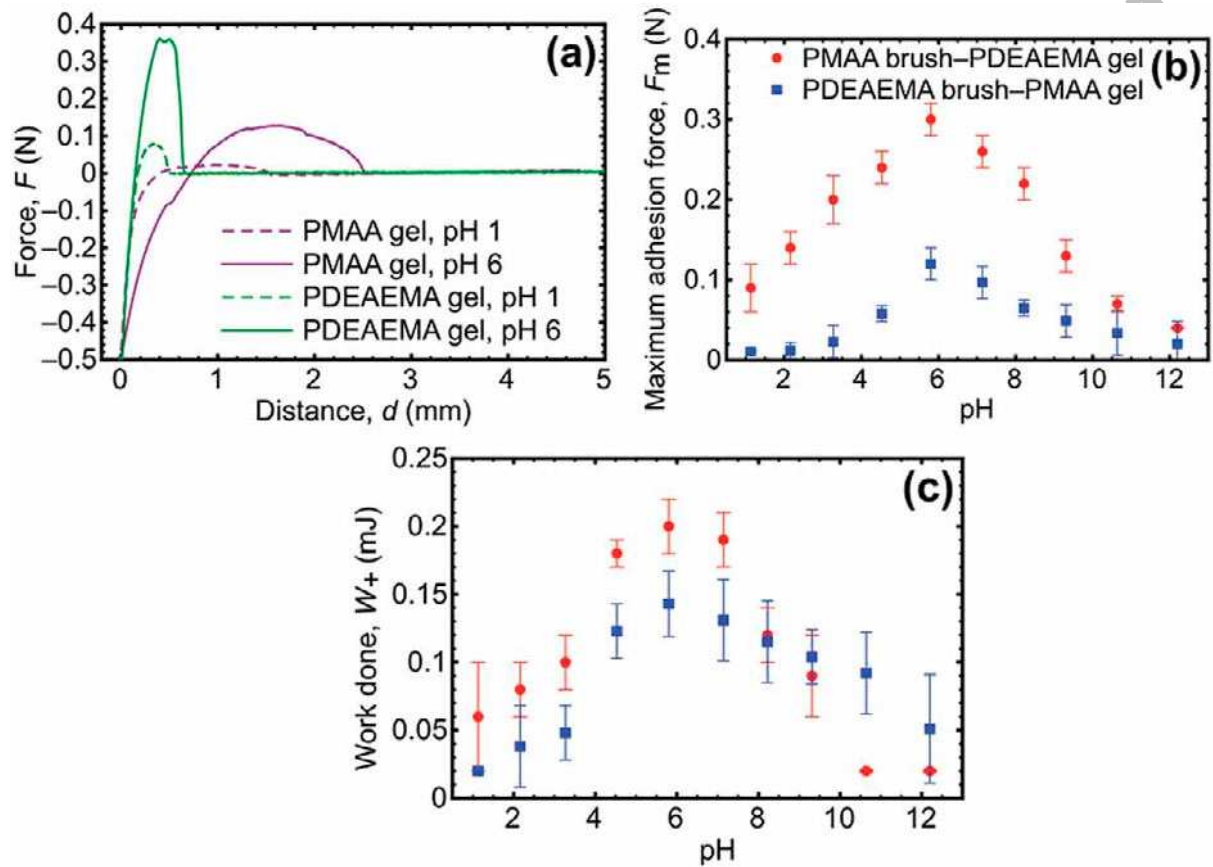 (a)
Force, F (N)
0.4
0.3
0.2
0.1
0
−0.1
−0.2
−0.3
−0.4
−0.5
PMAA gel, pH 1
PMAA gel, pH 6
PDEAEMA gel, pH 1
PDEAEMA gel, pH 6
0 1 2 3 4 5
Distance, d (mm)
(b)
Maximum adhesion force, Fm (N)
0.4
0.3
0.2
0.1
0
PMAA brush–PDEAEMA gel
PDEAEMA brush–PMAA gel
2 4 6 8 10 12
pH
(c)
Work done, W+ (mJ)
0.25
0.2
0.15
0.1
0.05
0
2 4 6 8 10 12
pH